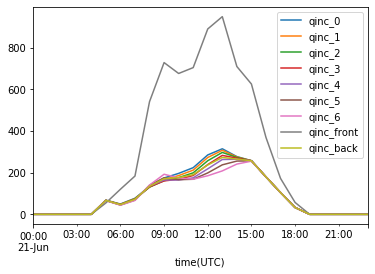 800
600
400
200
0
qinc_0
qinc_1
qinc_2
qinc_3
qinc_4
qinc_5
qinc_6
qinc_front
qinc_back
00:00 03:00 06:00 09:00 12:00 15:00 18:00 21:00
21-Jun
time(UTC)